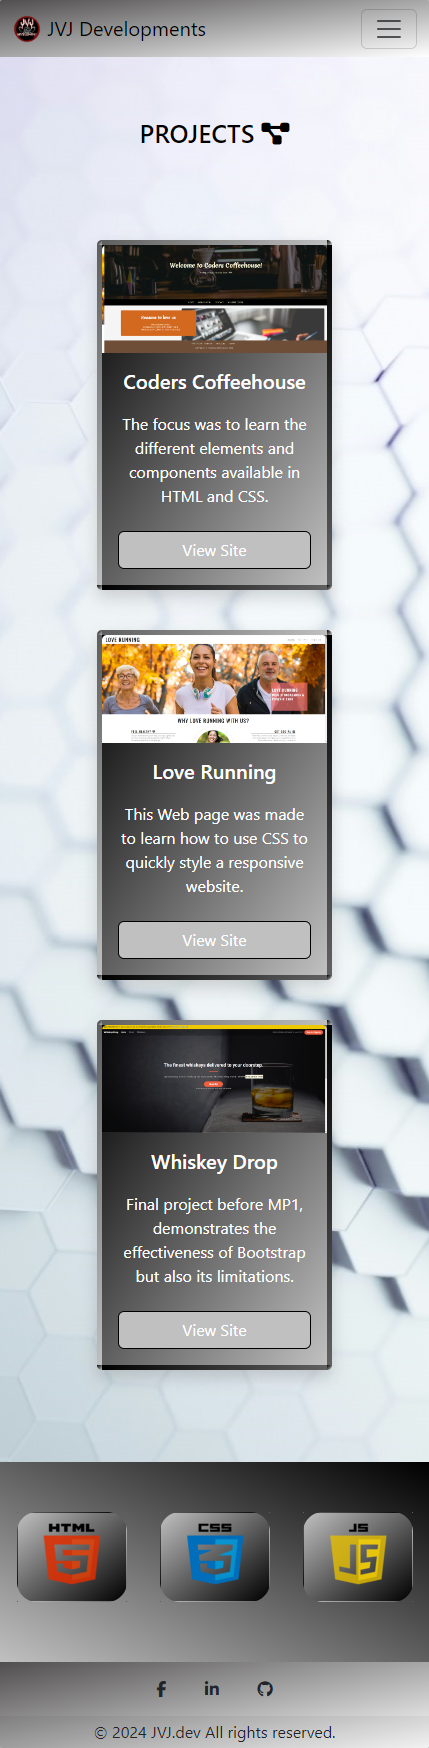 JVJ Developments
PROJECTS
Welcome to Coders Coffeehouse!
Coders Coffeehouse
The focus was to learn the
different elements and
components available in
HTML and CSS.
View Site
LOVE RUNNING
WHY LOVE RUNNING WITH US?
Love Running
This Web page was made
to learn how to use CSS to
quickly style a responsive
website.
View Site
The finest whiskeys delivered to your doorstep.
Whiskey Drop
Final project before MP1,
demonstrates the
effectiveness of Bootstrap
but also its limitations.
View Site
HTML
5
CSS
3
JS
JS
© 2024 JVJ.dev All rights reserved.